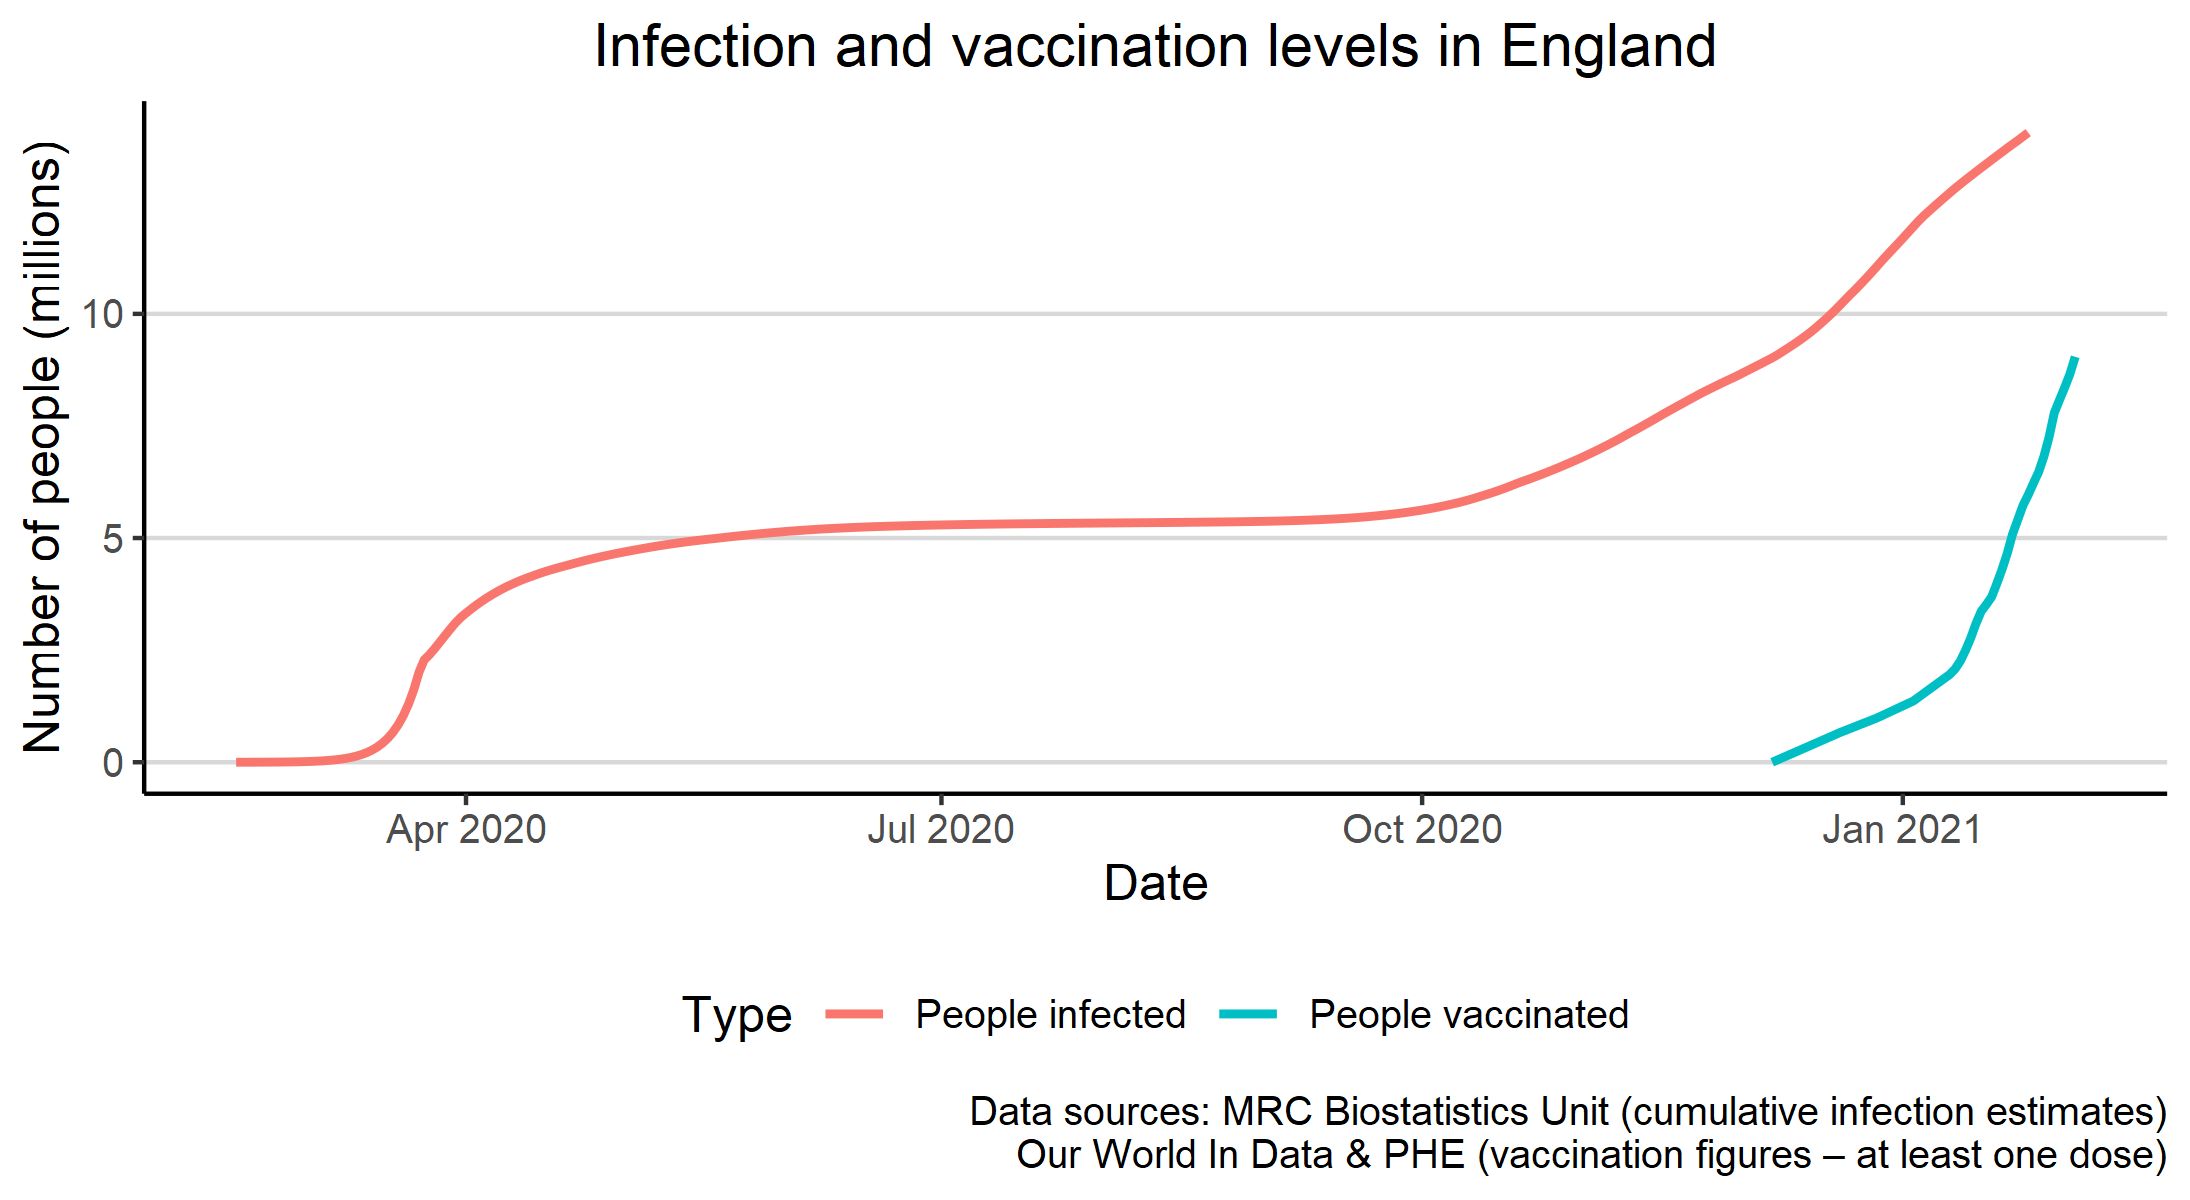 Infection and vaccination levels in England
Number of people (millions)
10
5
0
Apr 2020
Jul 2020
Oct 2020
Jan 2021
Date
Type
People infected
People vaccinated
Data sources: MRC Biostatistics Unit (cumulative infection estimates)
Our World In Data & PHE (vaccination figures – at least one dose)